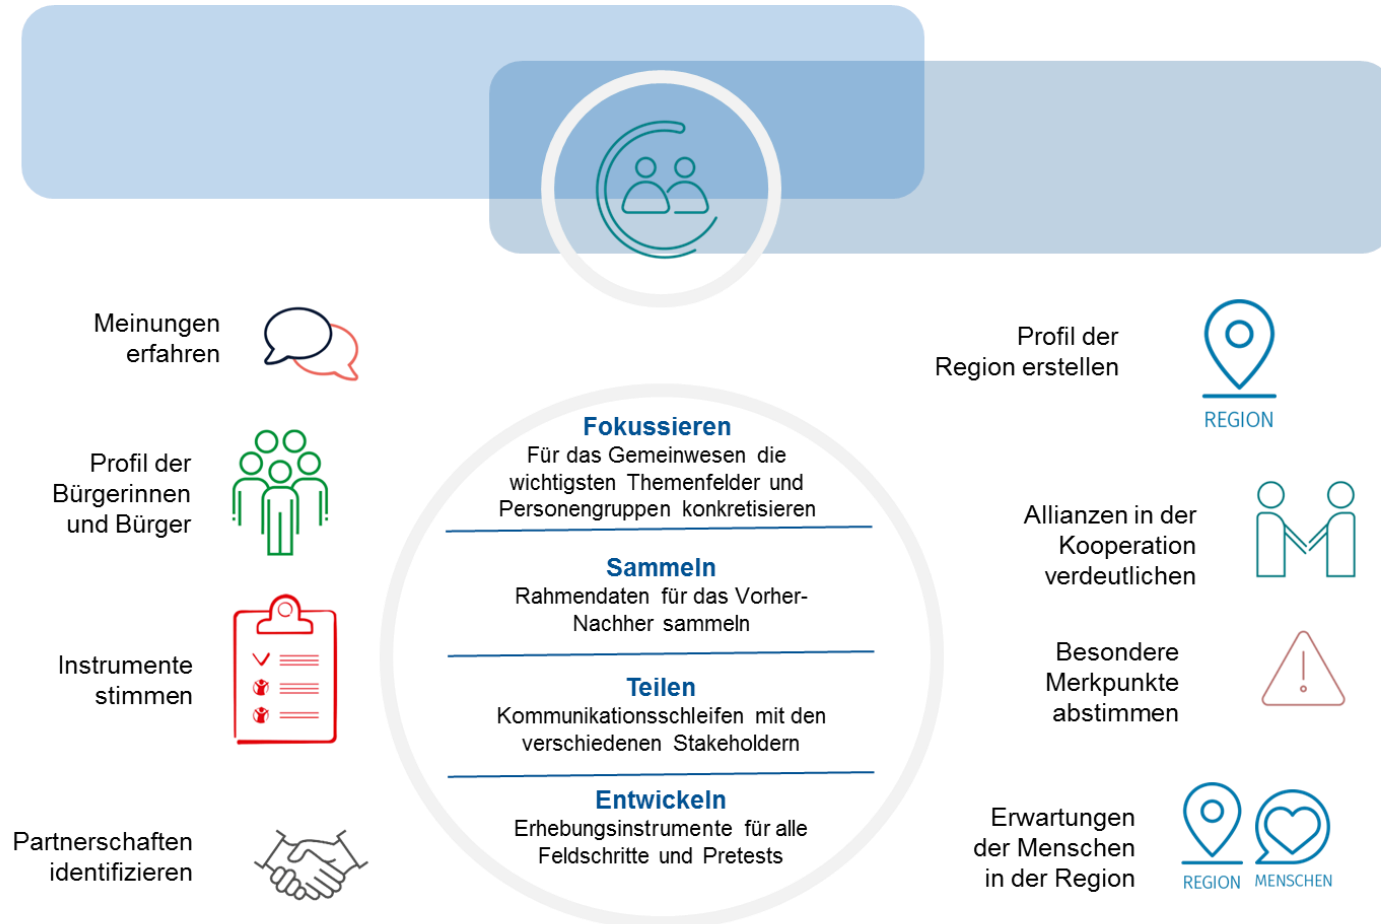 Meinungen
erfahren
Profil der
Bürgerinnen
und Bürger
Instrumente
stimmen
Partnerschaften
identifizieren
Fokussieren
Für das Gemeinwesen die
wichtigsten Themenfelder und
Personengruppen konkretisieren
Sammeln
Rahmendaten für das Vorher-
Nachher sammeln
Teilen
Kommunikationsschleifen mit den
verschiedenen Stakeholdern
Entwickeln
Erhebungsinstrumente für alle
Feldschritte und Pretests
Profil der
Region erstellen
REGION
Allianzen in der
Kooperation
verdeutlichen
Besondere
Merkpunkte
abstimmen
Erwartungen
der Menschen
in der Region
REGION
MENSCHEN